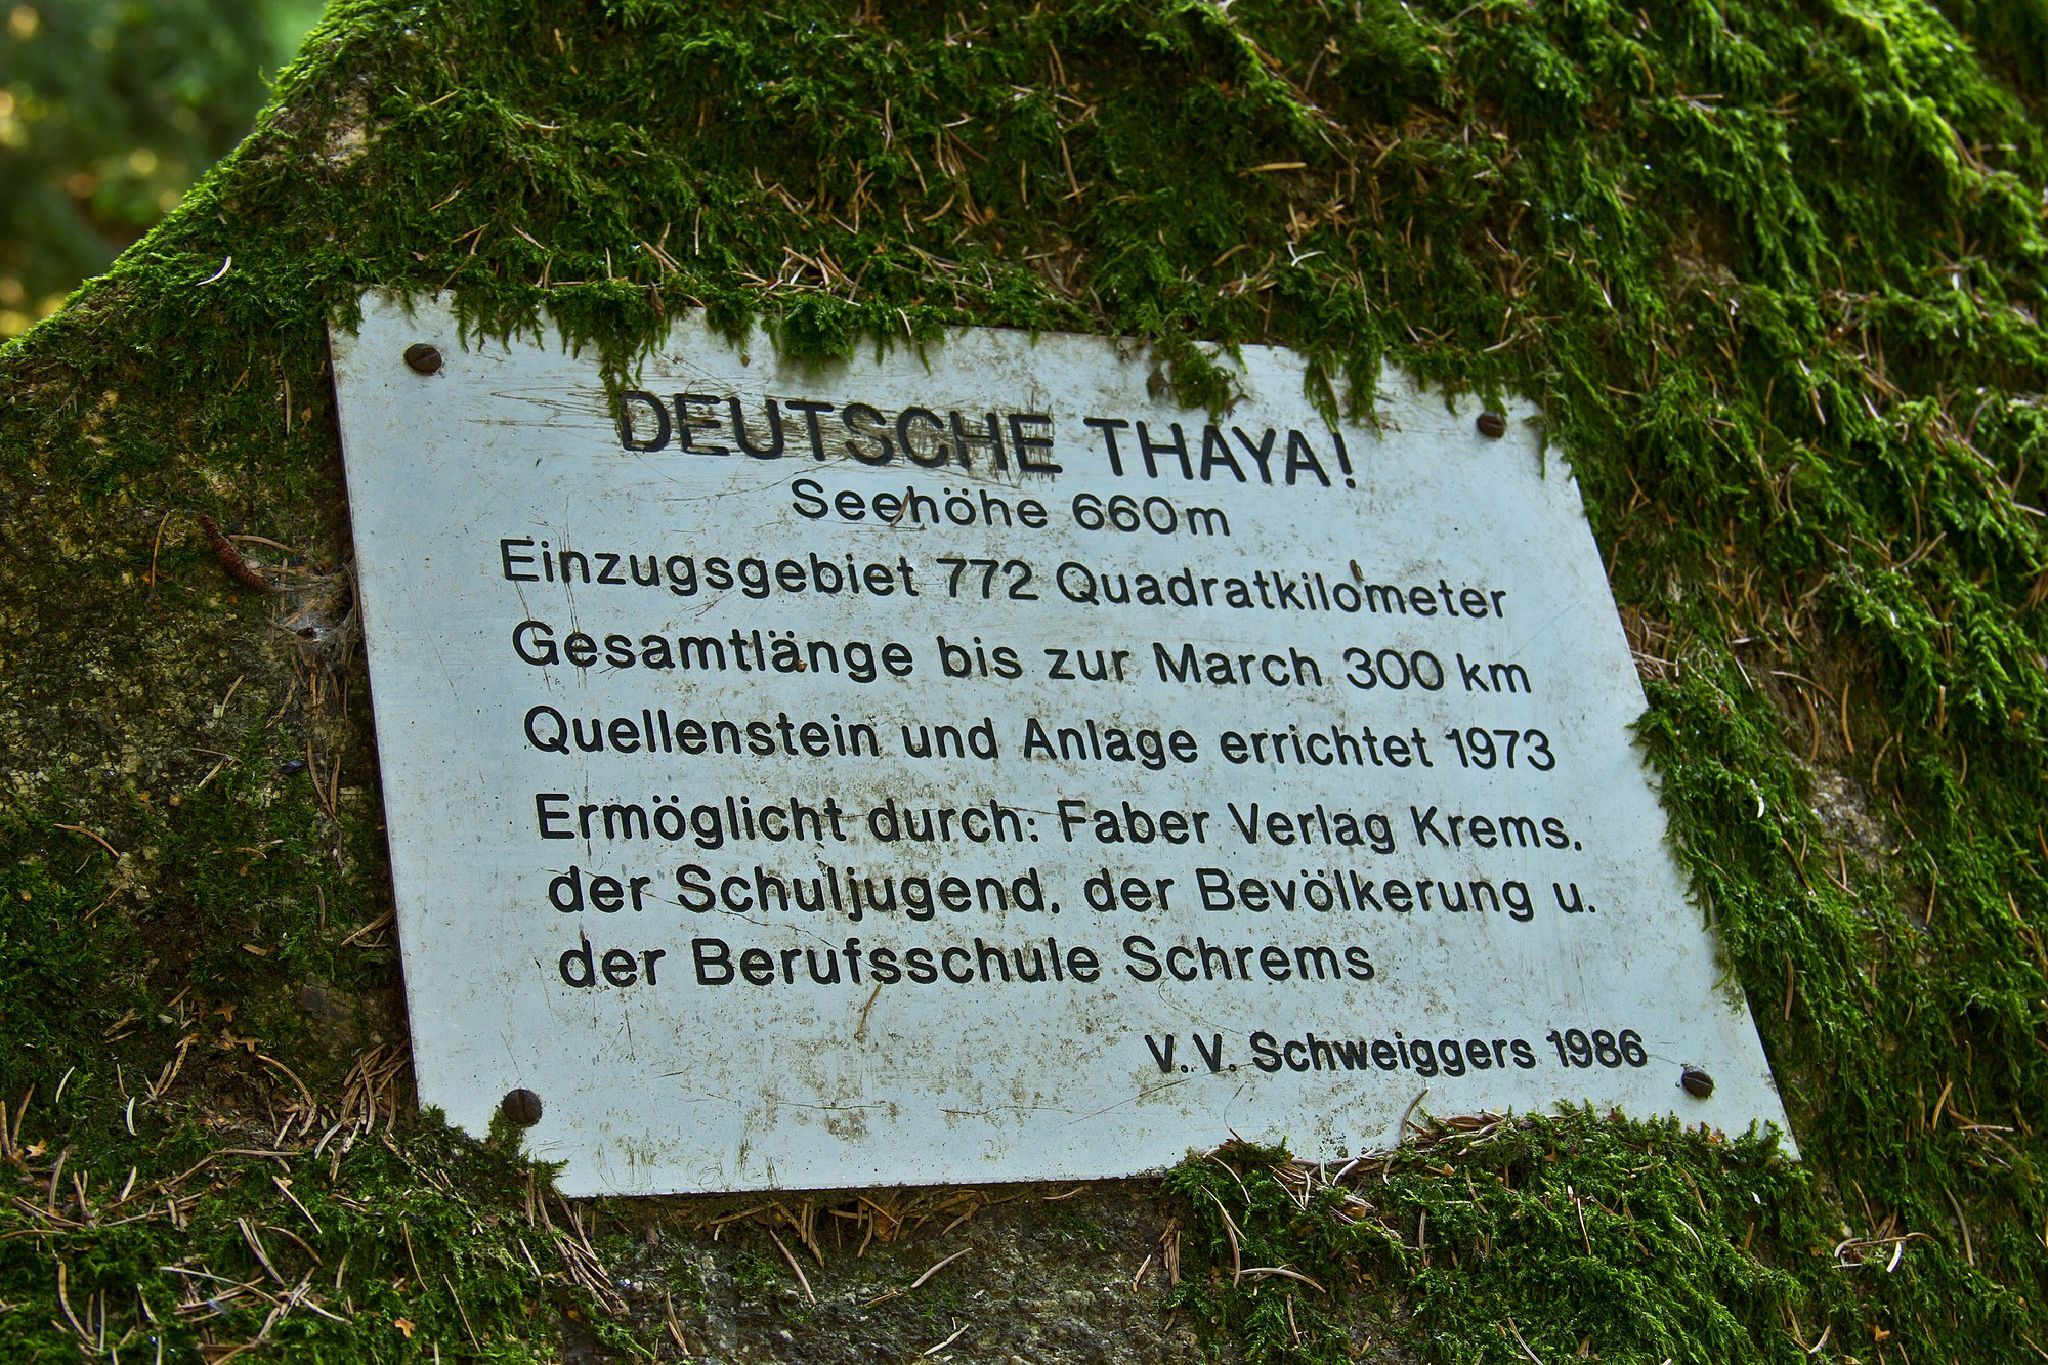 DEUTSCHE THAYA!
Seehöhe 660m
Einzugsgebiet 772 Quadratkilometer
Gesamtlänge bis zur March 300 km
Quellenstein und Anlage errichtet 1973
Ermöglicht durch: Faber Verlag Krems,
der Schuljugend, der Bevölkerung u.
der Berufsschule Schrems
V.V. Schweiggers 1986